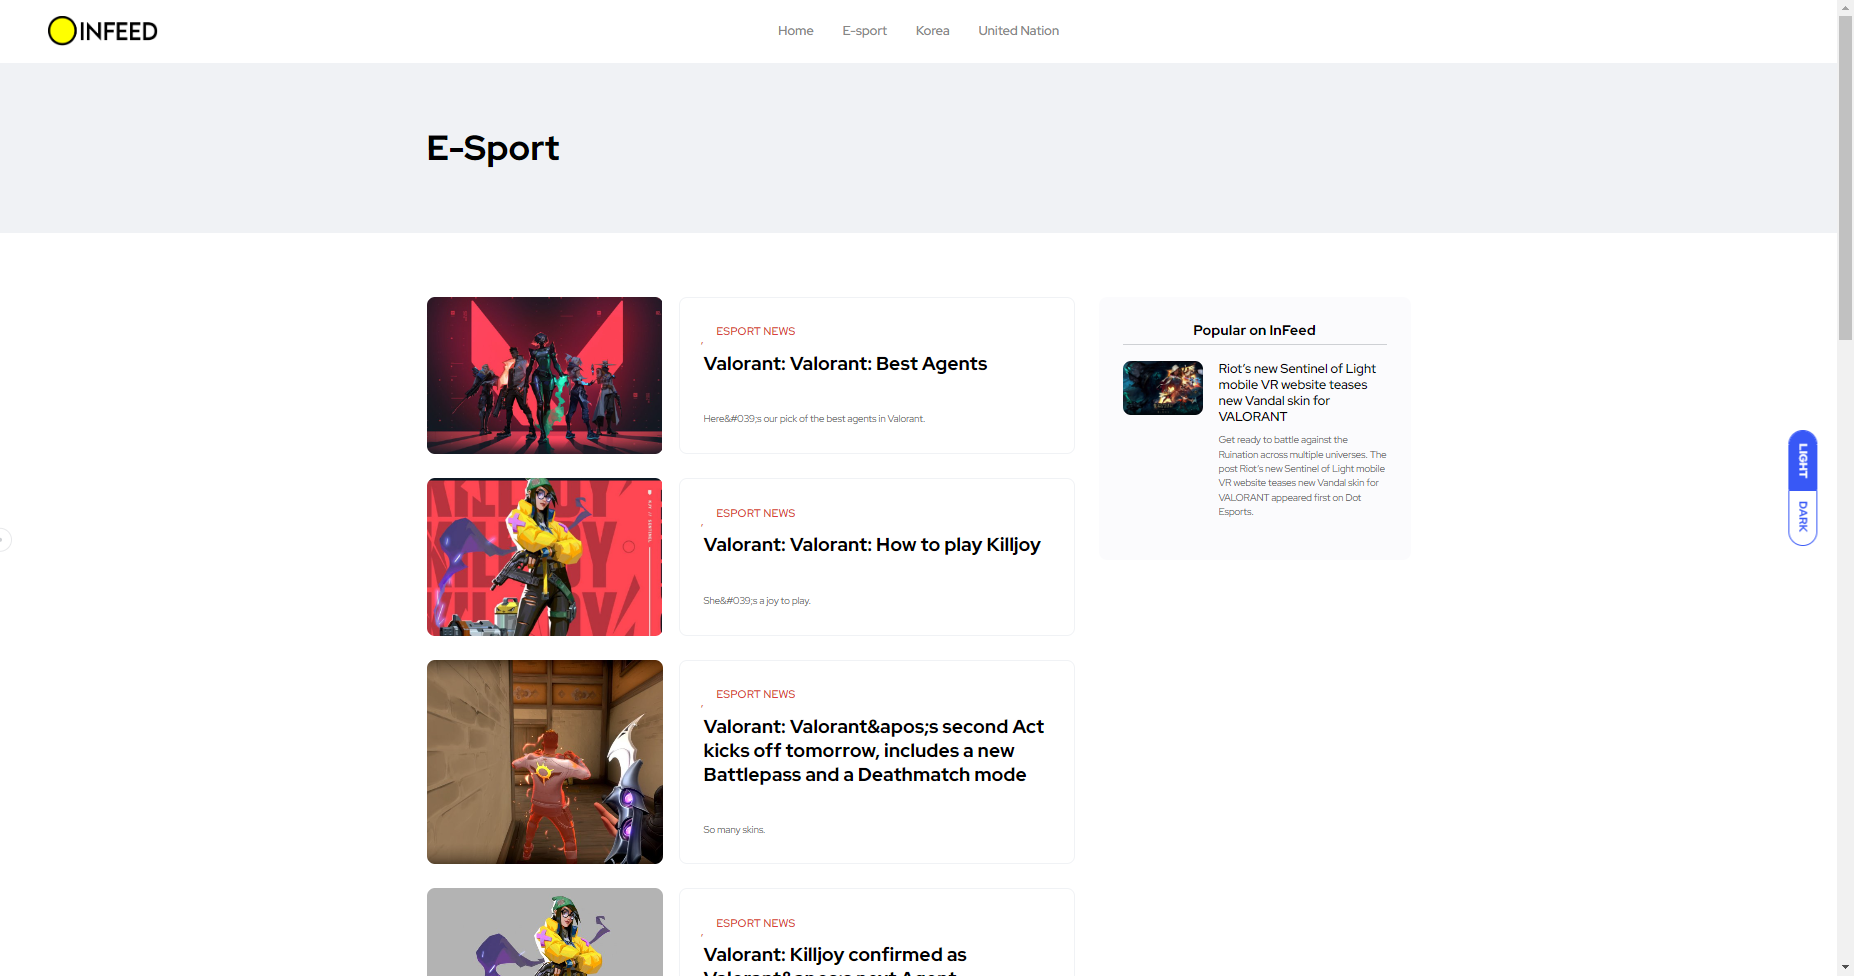 INFEED
Home
E-sport
Korea
United Nation
E-Sport
ESPORT NEWS
,
Valorant: Valorant: Best Agents
Here&#039;s our pick of the best agents in Valorant.
ESPORT NEWS
,
Valorant: Valorant: How to play Killjoy
She&#039;s a joy to play.
ESPORT NEWS
,
Valorant: Valorant&apos;s second Act
kicks off tomorrow, includes a new
Battlepass and a Deathmatch mode
So many skins.
ESPORT NEWS
,
Valorant: Killjoy confirmed as
Valorant&apos;s next Agent
Popular on InFeed
Riot's new Sentinel of Light
mobile VR website teases
new Vandal skin for
VALORANT
Get ready to battle against the
Ruination across multiple universes. The
post Riot's new Sentinel of Light mobile
VR website teases new Vandal skin for
VALORANT appeared first on Dot
Esports.
LIGHT
DARK